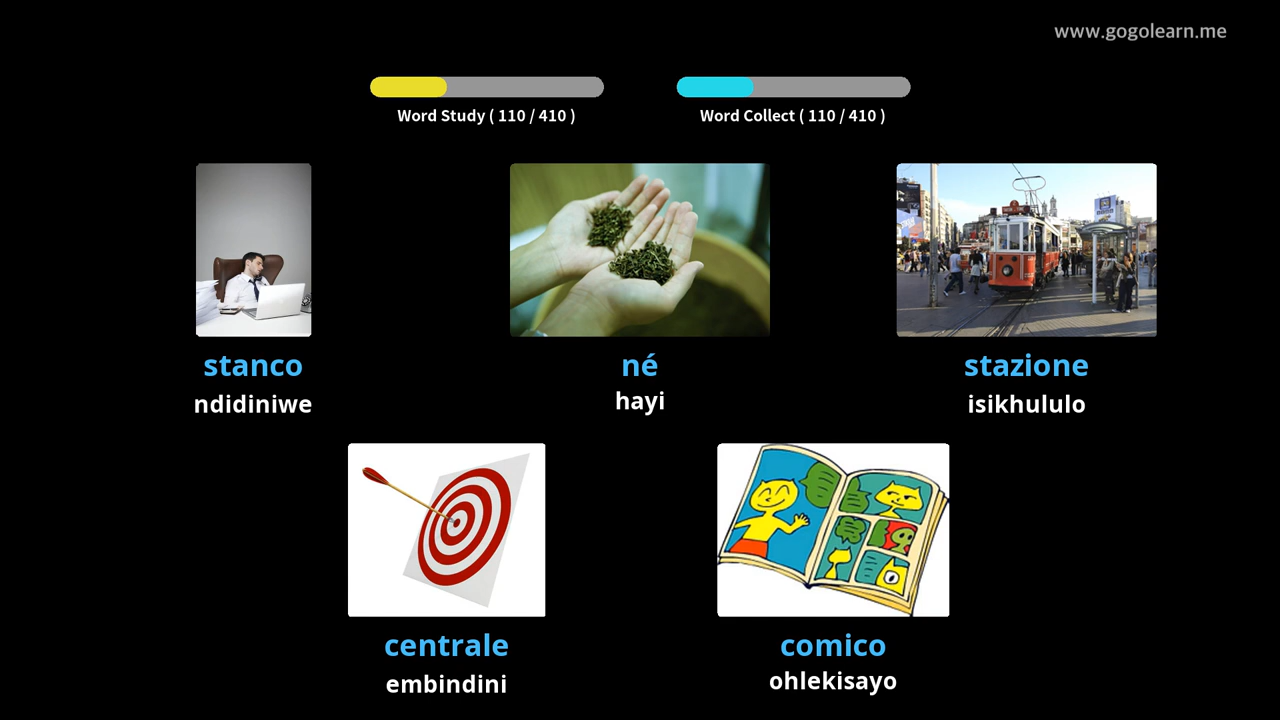 www.gogolearn.me
Word Study ( 110 / 410 )
Word Collect ( 110 / 410 )
stanco
ndidiniwe
né
hayi
stazione
isikhululo
centrale
embindini
comico
ohlekisayo